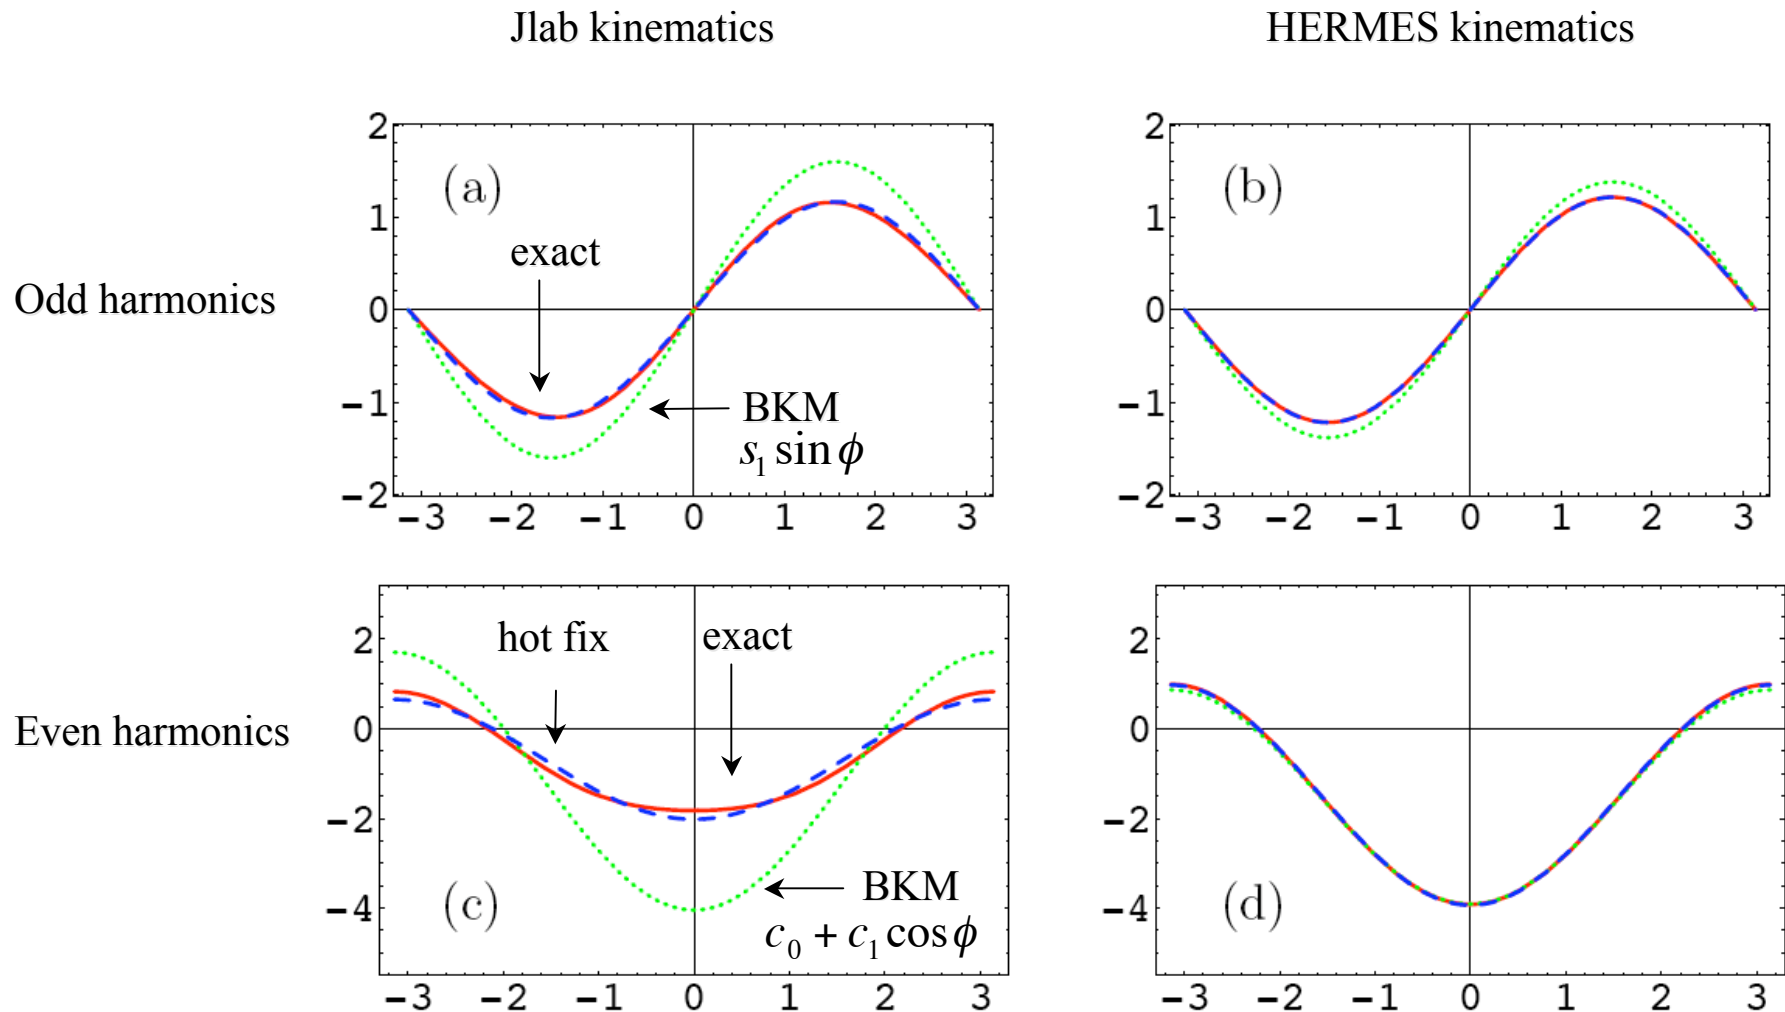 Jlab kinematics
HERMES kinematics
Odd harmonics
2
1
0
−1
−2
−3 −2 −1 0 1 2 3
(a)
exact
BKM
s₁ sin ϕ
2
1
0
−1
−2
−3 −2 −1 0 1 2 3
(b)
Even harmonics
2
0
−2
−4
−3 −2 −1 0 1 2 3
hot fix
exact
(c)
BKM
c₀ + c₁ cos ϕ
2
0
−2
−4
−3 −2 −1 0 1 2 3
(d)